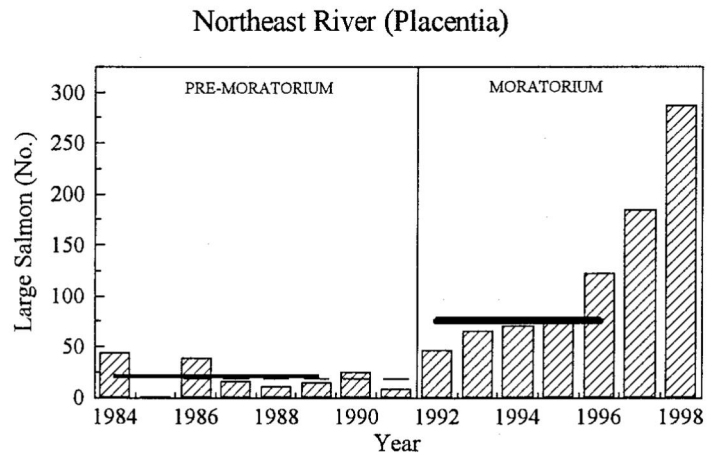 Northeast River (Placentia)
PRE-MORATORIUM
MORATORIUM
Large Salmon (No.)
300
250
200
150
100
50
0
1984 1986 1988 1990 1992 1994 1996 1998
Year